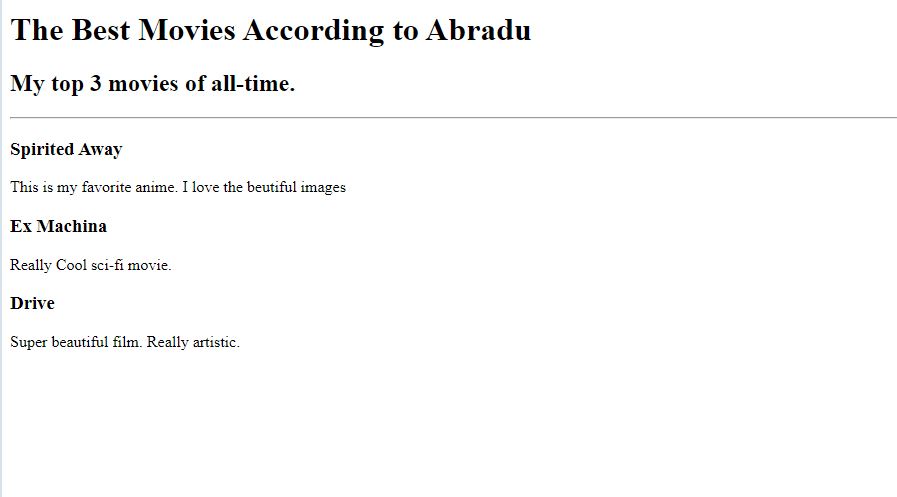 The Best Movies According to Abradu
My top 3 movies of all-time.
Spirited Away
This is my favorite anime. I love the beutiful images
Ex Machina
Really Cool sci-fi movie.
Drive
Super beautiful film. Really artistic.